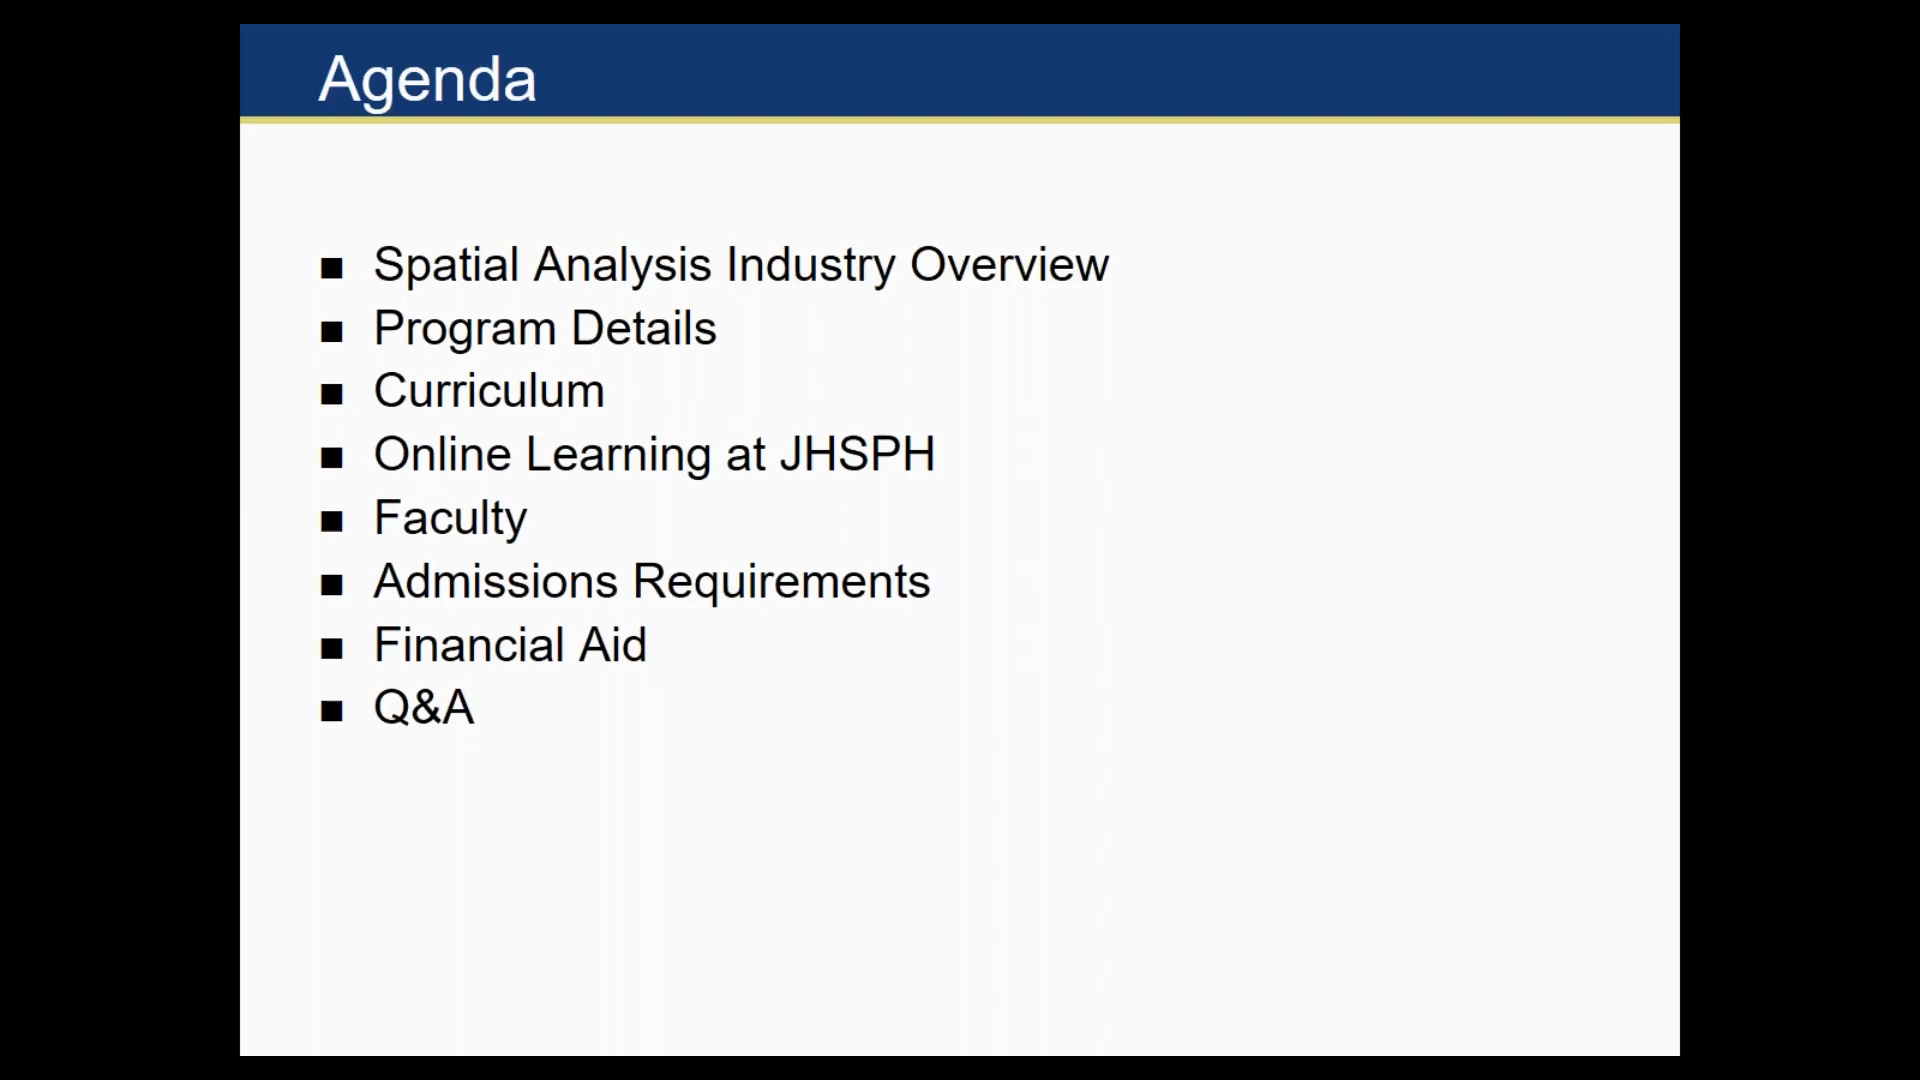 Agenda
■ Spatial Analysis Industry Overview
■ Program Details
■ Curriculum
■ Online Learning at JHSPH
■ Faculty
■ Admissions Requirements
■ Financial Aid
■ Q&A